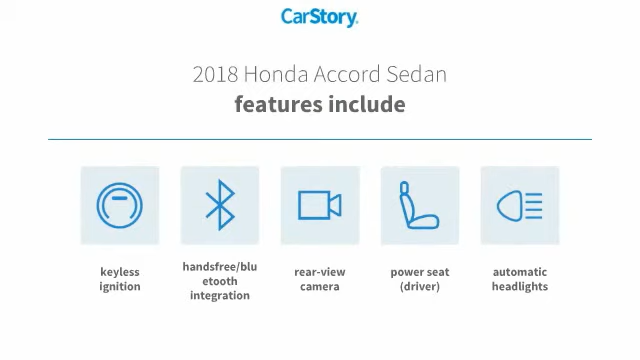 CarStory.
2018 Honda Accord Sedan
features include
keyless
ignition
handsfree/blu
etooth
integration
rear-view
camera
power seat
(driver)
automatic
headlights